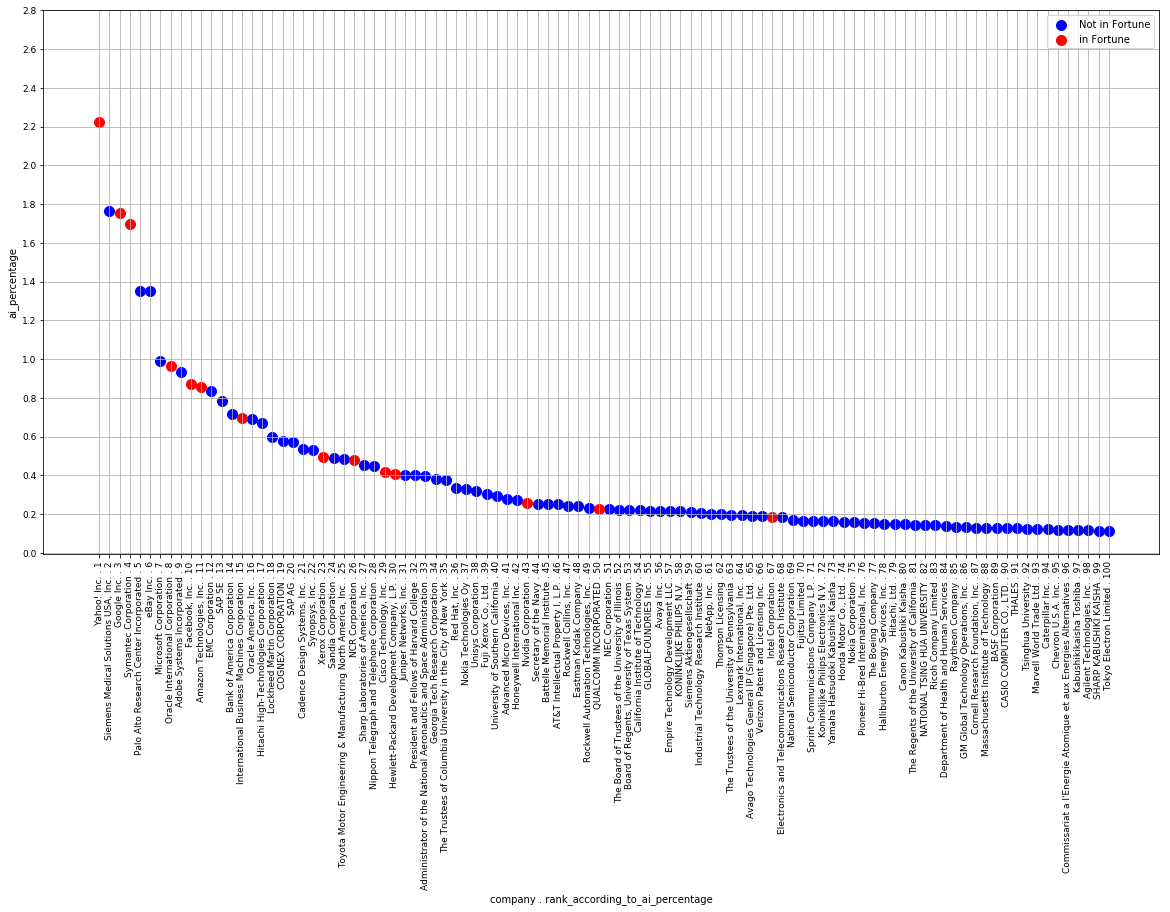 2.8
2.6
2.4
2.2
2.0
1.8
1.6
1.4
1.2
1.0
0.8
0.6
0.4
0.2
0.0
ai_percentage
Not in Fortune
in Fortune
Yahoo! Inc. . 1
Siemens Medical Solutions USA, Inc. . 2
Google Inc. . 3
Symantec Corporation . 4
Palo Alto Research Center Incorporated . 5
eBay Inc. . 6
Microsoft Corporation . 7
Oracle International Corporation . 8
Adobe Systems Incorporated . 9
Facebook, Inc. . 10
Amazon Technologies, Inc. . 11
EMC Corporation . 12
SAP SE . 13
Bank of America Corporation . 14
International Business Machines Corporation . 15
Oracle America, Inc. . 16
Hitachi High-Technologies Corporation . 17
Lockheed Martin Corporation . 18
COGNEX CORPORATION . 19
SAP AG . 20
Cadence Design Systems, Inc. . 21
Synopsys, Inc. . 22
Xerox Corporation . 23
Sandia Corporation . 24
Toyota Motor Engineering & Manufacturing North America, Inc. . 25
NCR Corporation . 26
Sharp Laboratories of America, Inc. . 27
Nippon Telegraph and Telephone Corporation . 28
Cisco Technology, Inc. . 29
Hewlett-Packard Development Company, L.P. . 30
Juniper Networks, Inc. . 31
President and Fellows of Harvard College . 32
Administrator of the National Aeronautics and Space Administration . 33
Georgia Tech Research Corporation . 34
The Trustees of Columbia University in the City of New York . 35
Red Hat, Inc. . 36
Nokia Technologies Oy . 37
Unisys Corporation . 38
Fuji Xerox Co., Ltd. . 39
University of Southern California . 40
Advanced Micro Devices, Inc. . 41
Honeywell International Inc. . 42
Nvidia Corporation . 43
Secretary of the Navy . 44
Battelle Memorial Institute . 45
AT&T Intellectual Property I, L.P. . 46
Rockwell Collins, Inc. . 47
Eastman Kodak Company . 48
Rockwell Automation Technologies, Inc. . 49
QUALCOMM INCORPORATED . 50
NEC Corporation . 51
The Board of Trustees of the University of Illinois . 52
Board of Regents, University of Texas System . 53
California Institute of Technology . 54
GLOBALFOUNDRIES Inc. . 55
Avaya Inc. . 56
Empire Technology Development LLC . 57
KONINKLIJKE PHILIPS N.V. . 58
Siemens Aktiengesellschaft . 59
Industrial Technology Research Institute . 60
NetApp, Inc. . 61
Thomson Licensing . 62
The Trustees of the University of Pennsylvania . 63
Lexmark International, Inc. . 64
Avago Technologies General IP (Singapore) Pte. Ltd. . 65
Verizon Patent and Licensing Inc. . 66
Intel Corporation . 67
Electronics and Telecommunications Research Institute . 68
National Semiconductor Corporation . 69
Fujitsu Limited . 70
Sprint Communications Company L.P. . 71
Koninklijke Philips Electronics N.V. . 72
Yamaha Hatsudoki Kabushiki Kaisha . 73
Honda Motor Co., Ltd. . 74
Nokia Corporation . 75
Pioneer Hi-Bred International, Inc. . 76
The Boeing Company . 77
Halliburton Energy Services, Inc. . 78
Hitachi, Ltd. . 79
Canon Kabushiki Kaisha . 80
The Regents of the University of California . 81
NATIONAL TSING HUA UNIVERSITY . 82
Ricoh Company Limited . 83
Department of Health and Human Services . 84
Raytheon Company . 85
GM Global Technology Operations, Inc. . 86
Cornell Research Foundation, Inc. . 87
Massachusetts Institute of Technology . 88
BASF Corporation . 89
CASIO COMPUTER CO., LTD. . 90
THALES . 91
Tsinghua University . 92
Marvell World Trade Ltd. . 93
Caterpillar Inc. . 94
Chevron U.S.A. Inc. . 95
Commissariat a l'Energie Atomique et aux Energies Alternatives . 96
Kabushikikaisha Toshiba . 97
Agilent Technologies, Inc. . 98
SHARP KABUSHIKI KAISHA . 99
Tokyo Electron Limited . 100
company . rank_according_to_ai_percentage